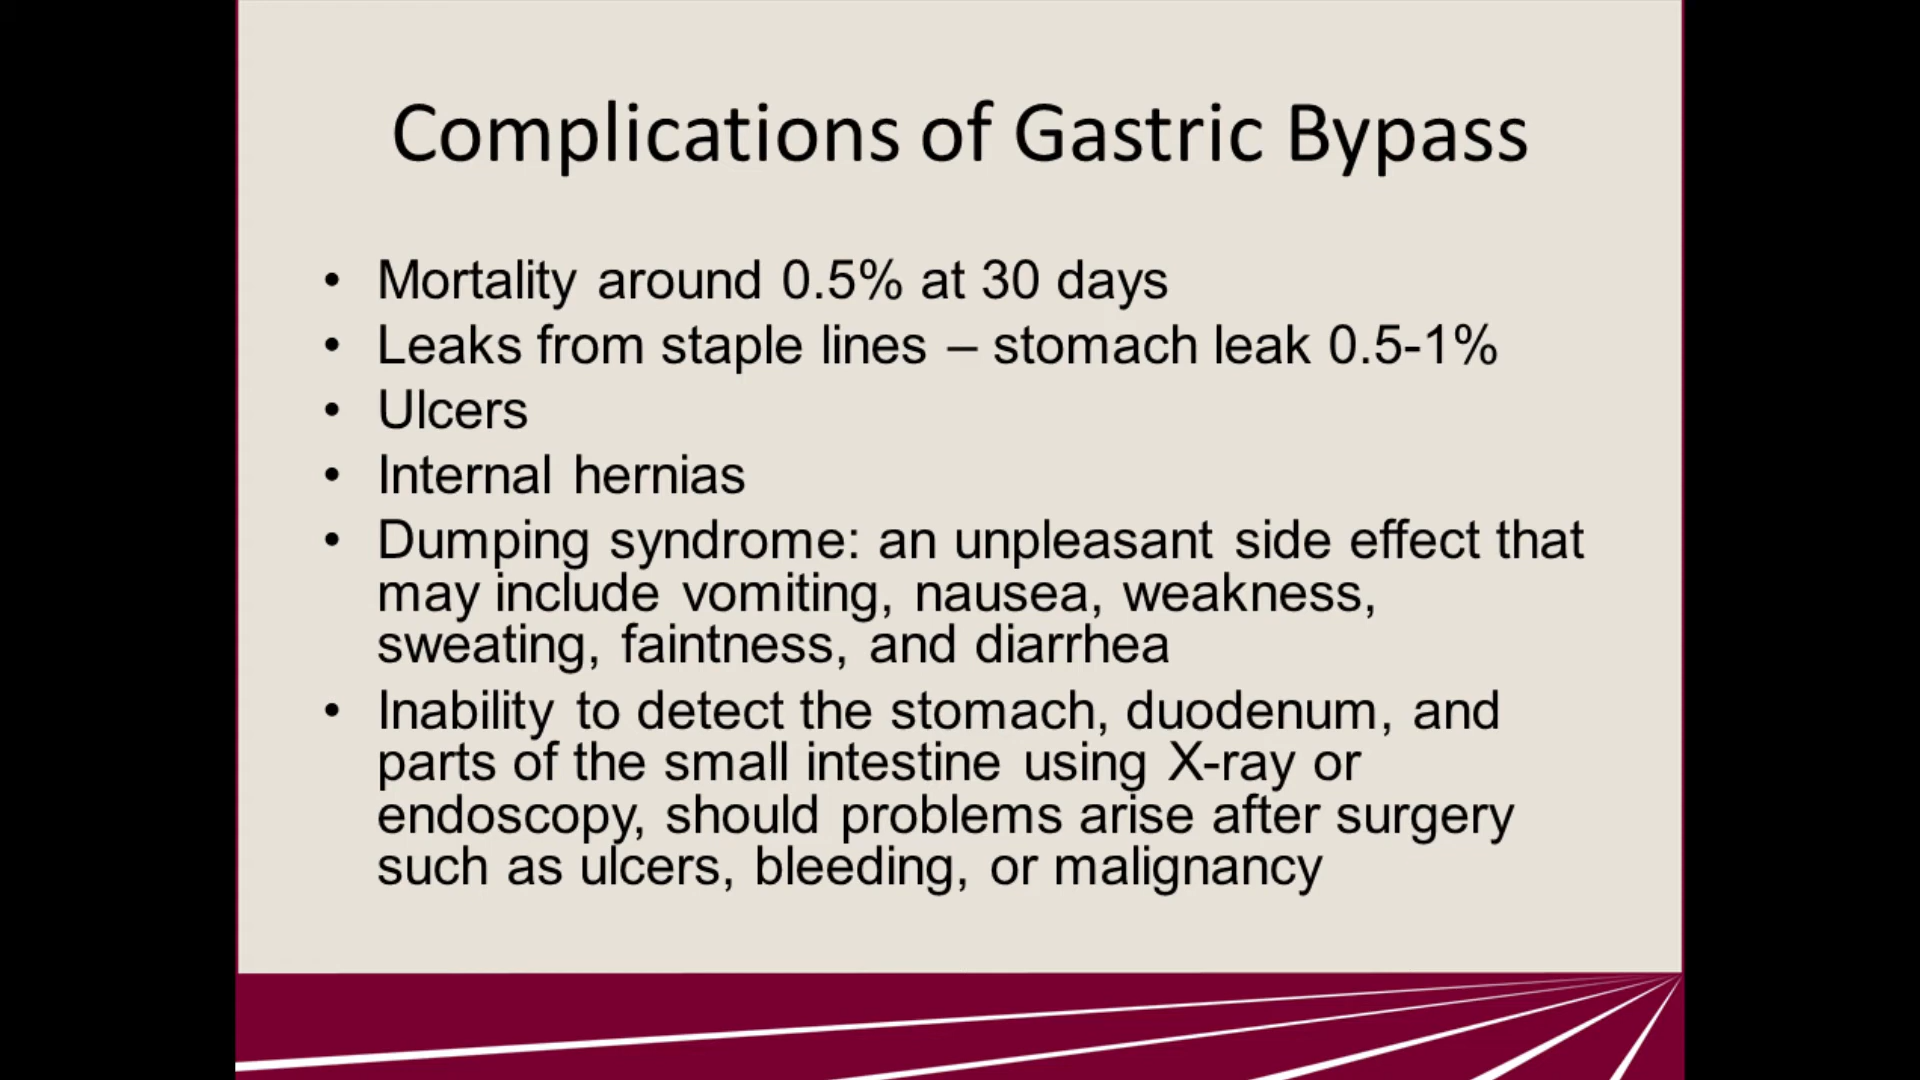 Complications of Gastric Bypass
• Mortality around 0.5% at 30 days
• Leaks from staple lines – stomach leak 0.5-1%
• Ulcers
• Internal hernias
• Dumping syndrome: an unpleasant side effect that
may include vomiting, nausea, weakness,
sweating, faintness, and diarrhea
• Inability to detect the stomach, duodenum, and
parts of the small intestine using X-ray or
endoscopy, should problems arise after surgery
such as ulcers, bleeding, or malignancy